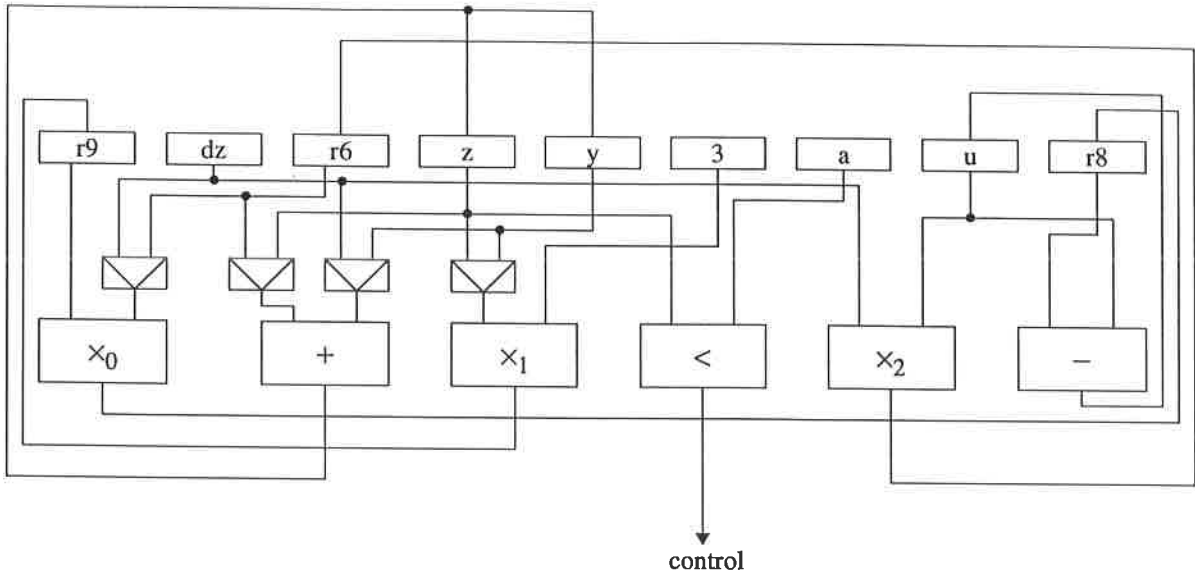 r9 dz r6 z y 3 a u r8
×₀ + ×₁ < ×₂ −
control